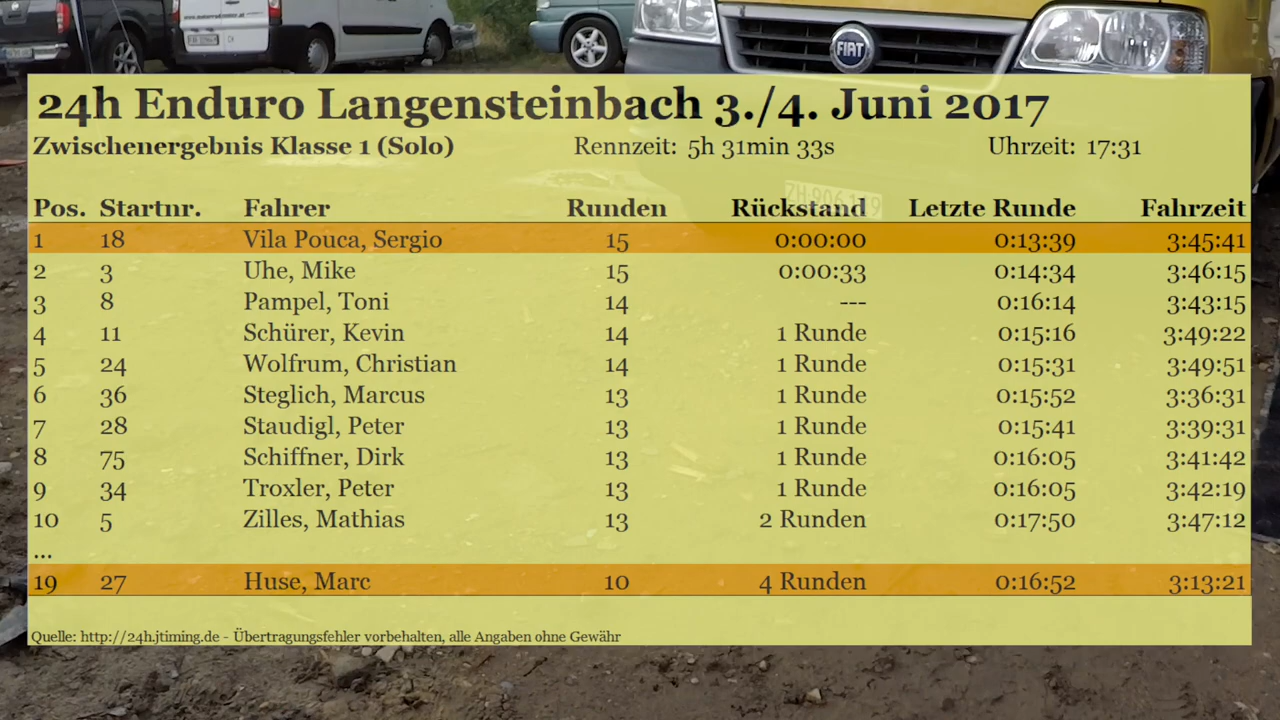 FIAT
24h Enduro Langensteinbach 3./4. Juni 2017
Zwischenergebnis Klasse 1 (Solo) Rennzeit: 5h 31min 33s Uhrzeit: 17:31
Pos. Startnr. Fahrer Runden Rückstand Letzte Runde Fahrzeit
1 18 Vila Pouca, Sergio 15 0:00:00 0:13:39 3:45:41
2 3 Uhe, Mike 15 0:00:33 0:14:34 3:46:15
3 8 Pampel, Toni 14 --- 0:16:14 3:43:15
4 11 Schürer, Kevin 14 1 Runde 0:15:16 3:49:22
5 24 Wolfrum, Christian 14 1 Runde 0:15:31 3:49:51
6 36 Steglich, Marcus 13 1 Runde 0:15:52 3:36:31
7 28 Staudigl, Peter 13 1 Runde 0:15:41 3:39:31
8 75 Schiffner, Dirk 13 1 Runde 0:16:05 3:41:42
9 34 Troxler, Peter 13 1 Runde 0:16:05 3:42:19
10 5 Zilles, Mathias 13 2 Runden 0:17:50 3:47:12
...
19 27 Huse, Marc 10 4 Runden 0:16:52 3:13:21
Quelle: http://24h.jtiming.de - Übertragungsfehler vorbehalten, alle Angaben ohne Gewähr